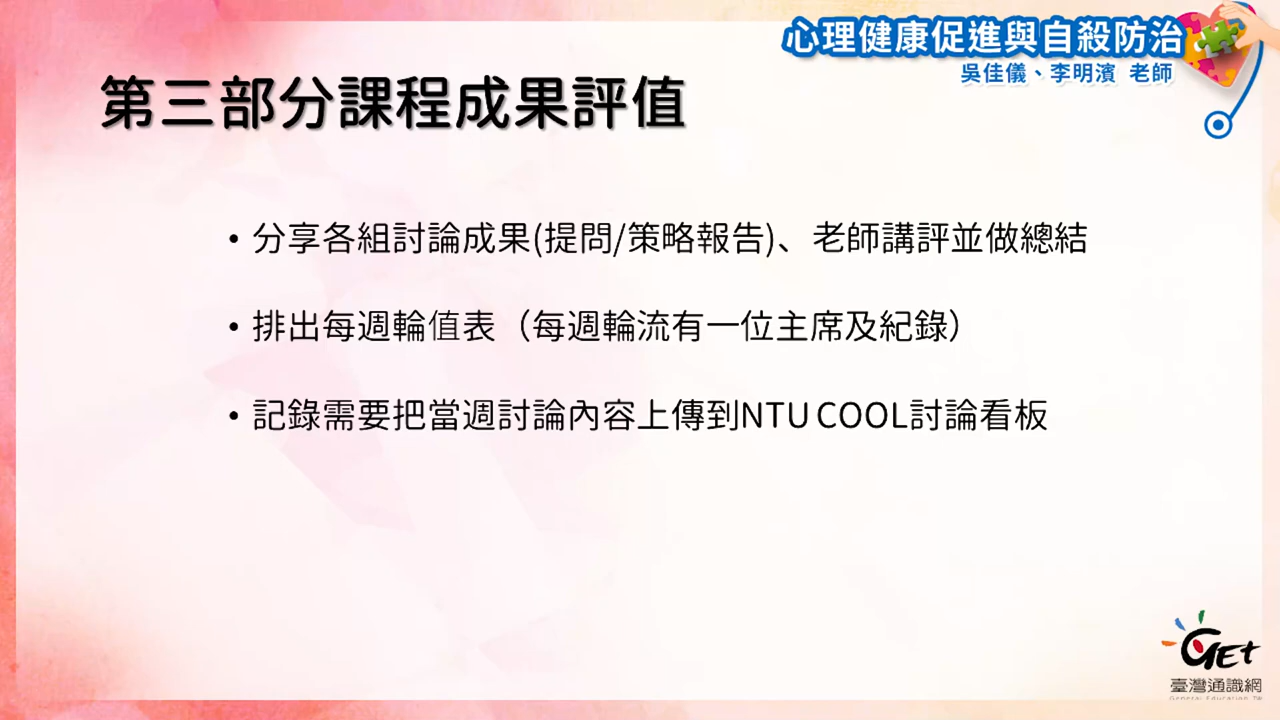 心理健康促進與自殺防治
吳佳儀、李明濱 老師
第三部分課程成果評值
• 分享各組討論成果(提問/策略報告)、老師講評並做總結
• 排出每週輪值表（每週輪流有一位主席及紀錄）
• 記錄需要把當週討論內容上傳到NTU COOL討論看板
GET
臺灣通識網
General Education TW